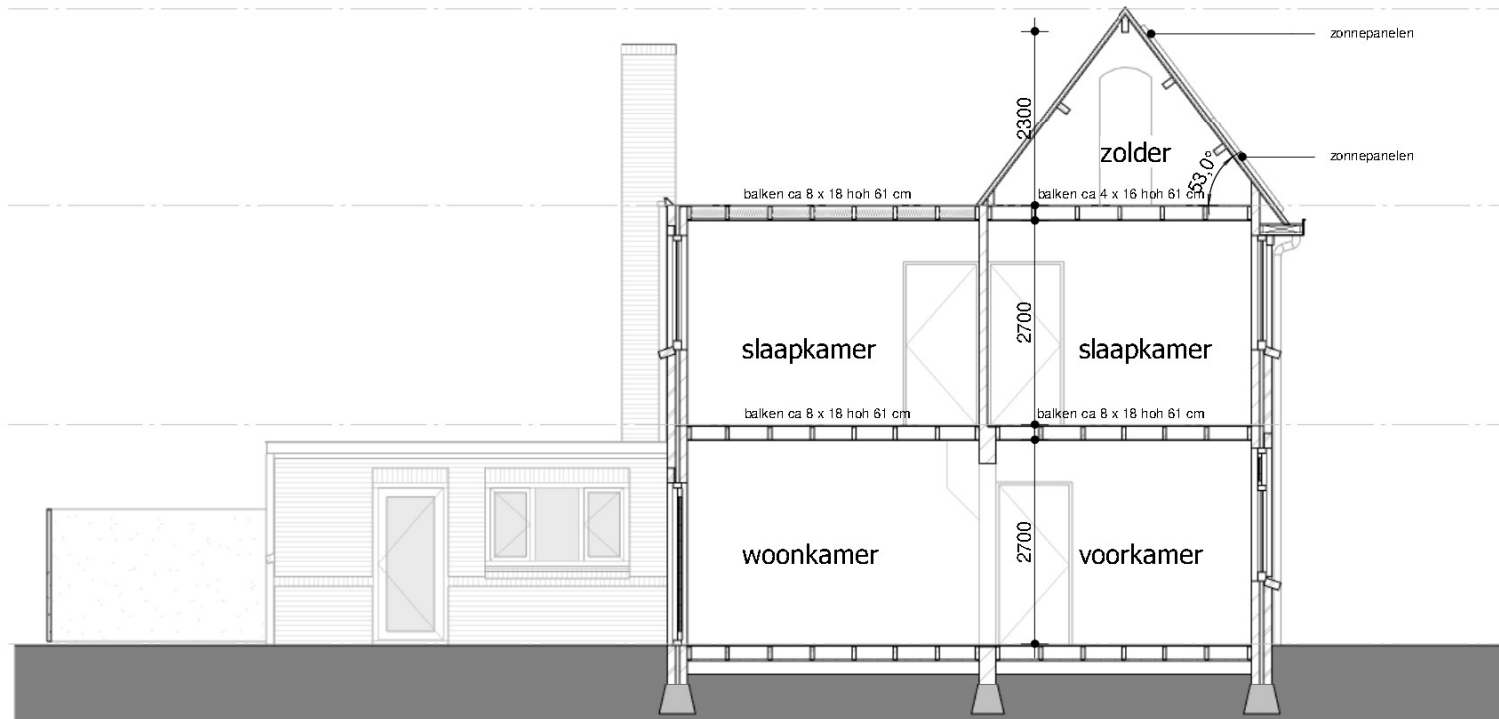 zonnepanelen
2300
zolder
zonnepanelen
53,0°
balken ca 8 x 18 hoh 61 cm
balken ca 4 x 16 hoh 61 cm
2700
slaapkamer
slaapkamer
balken ca 8 x 18 hoh 61 cm
balken ca 8 x 18 hoh 61 cm
2700
woonkamer
voorkamer